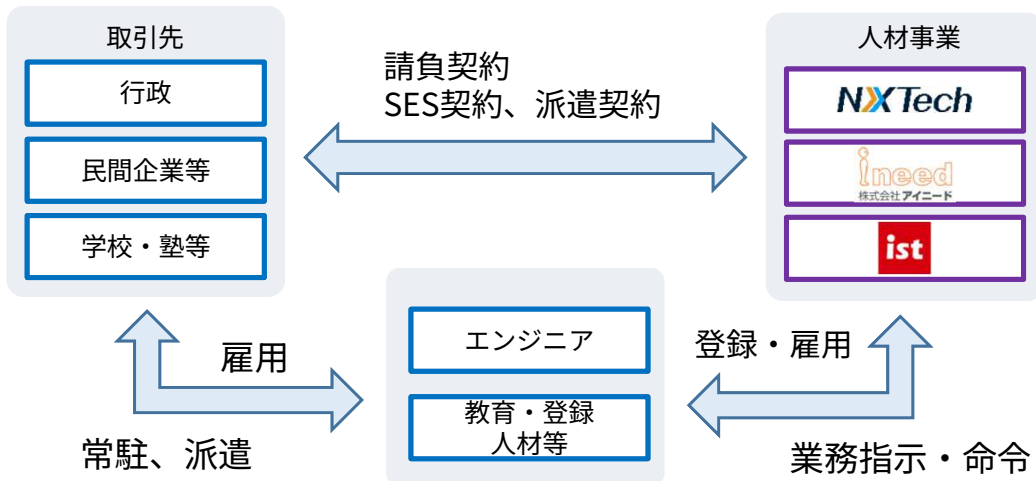 取引先
行政
民間企業等
学校・塾等
請負契約
SES契約、派遣契約
人材事業
NXTech
ineed
株式会社アイニード
ist
雇用
常駐、派遣
エンジニア
教育・登録
人材等
登録・雇用
業務指示・命令